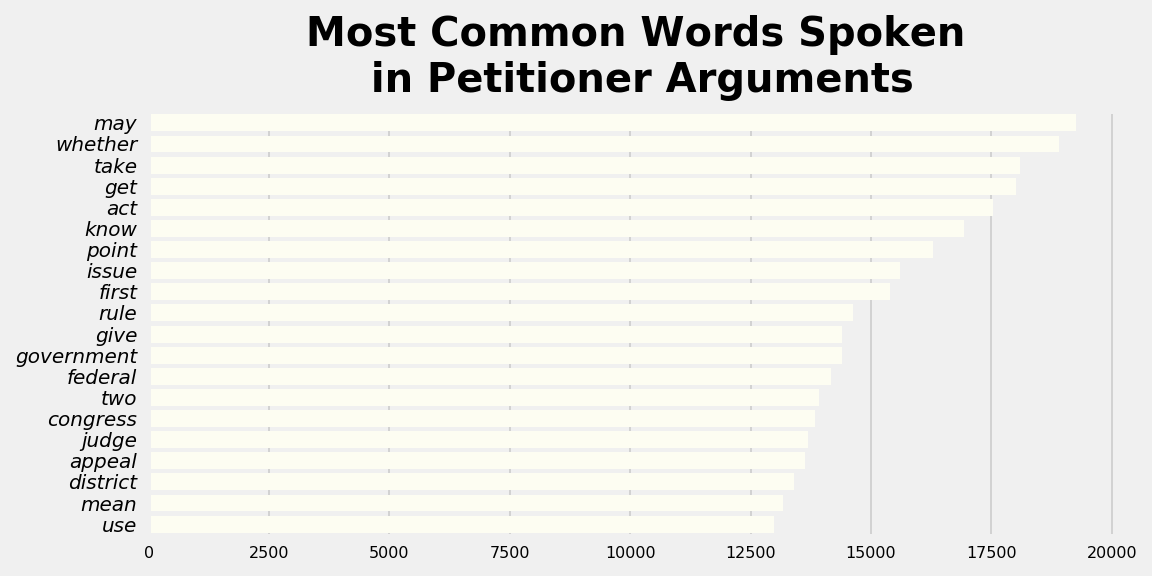 Most Common Words Spoken
in Petitioner Arguments
may
whether
take
get
act
know
point
issue
first
rule
give
government
federal
two
congress
judge
appeal
district
mean
use
0 2500 5000 7500 10000 12500 15000 17500 20000